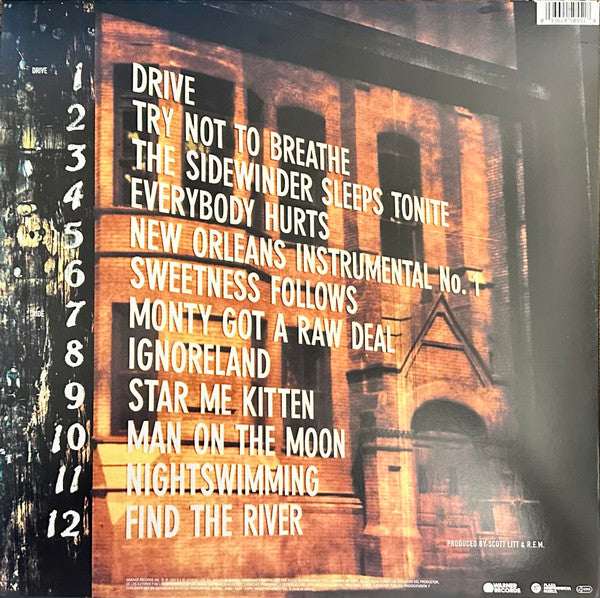 DRIVE
1 DRIVE
2 TRY NOT TO BREATHE
3 THE SIDEWINDER SLEEPS TONITE
4 EVERYBODY HURTS
5 NEW ORLEANS INSTRUMENTAL No. 1
6 SWEETNESS FOLLOWS
7 MONTY GOT A RAW DEAL
8 IGNORELAND
9 STAR ME KITTEN
10 MAN ON THE MOON
11 NIGHTSWIMMING
12 FIND THE RIVER
PRODUCED BY SCOTT LITT & R.E.M.
WARNER RECORDS